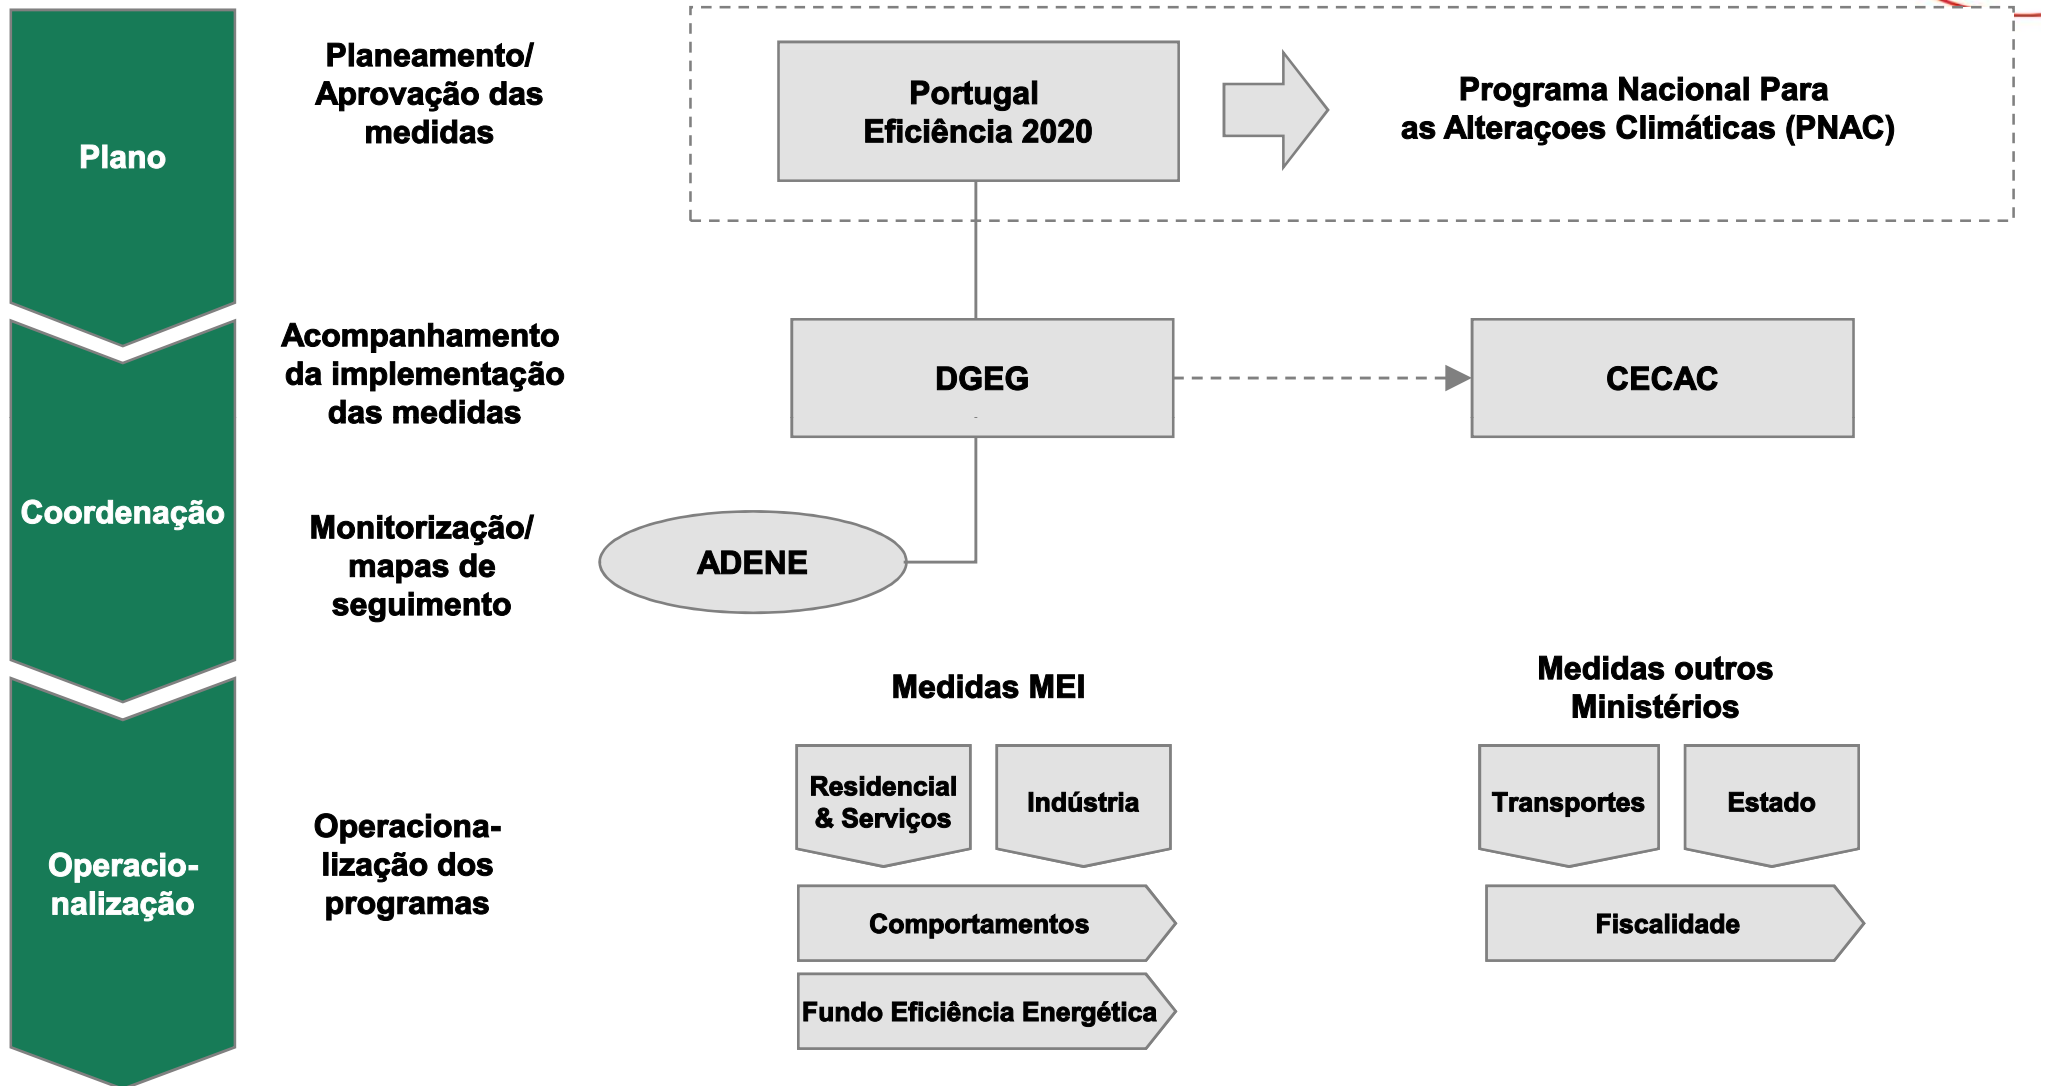 Plano
Planeamento/
Aprovação das
medidas
Portugal
Eficiência 2020
Programa Nacional Para
as Alteraçoes Climáticas (PNAC)
Coordenação
Acompanhamento
da implementação
das medidas
DGEG
CECAC
Monitorização/
mapas de
seguimento
ADENE
Operacio-
nalização
Operaciona-
lização dos
programas
Medidas MEI
Residencial
& Serviços
Indústria
Comportamentos
Fundo Eficiência Energética
Medidas outros
Ministérios
Transportes
Estado
Fiscalidade